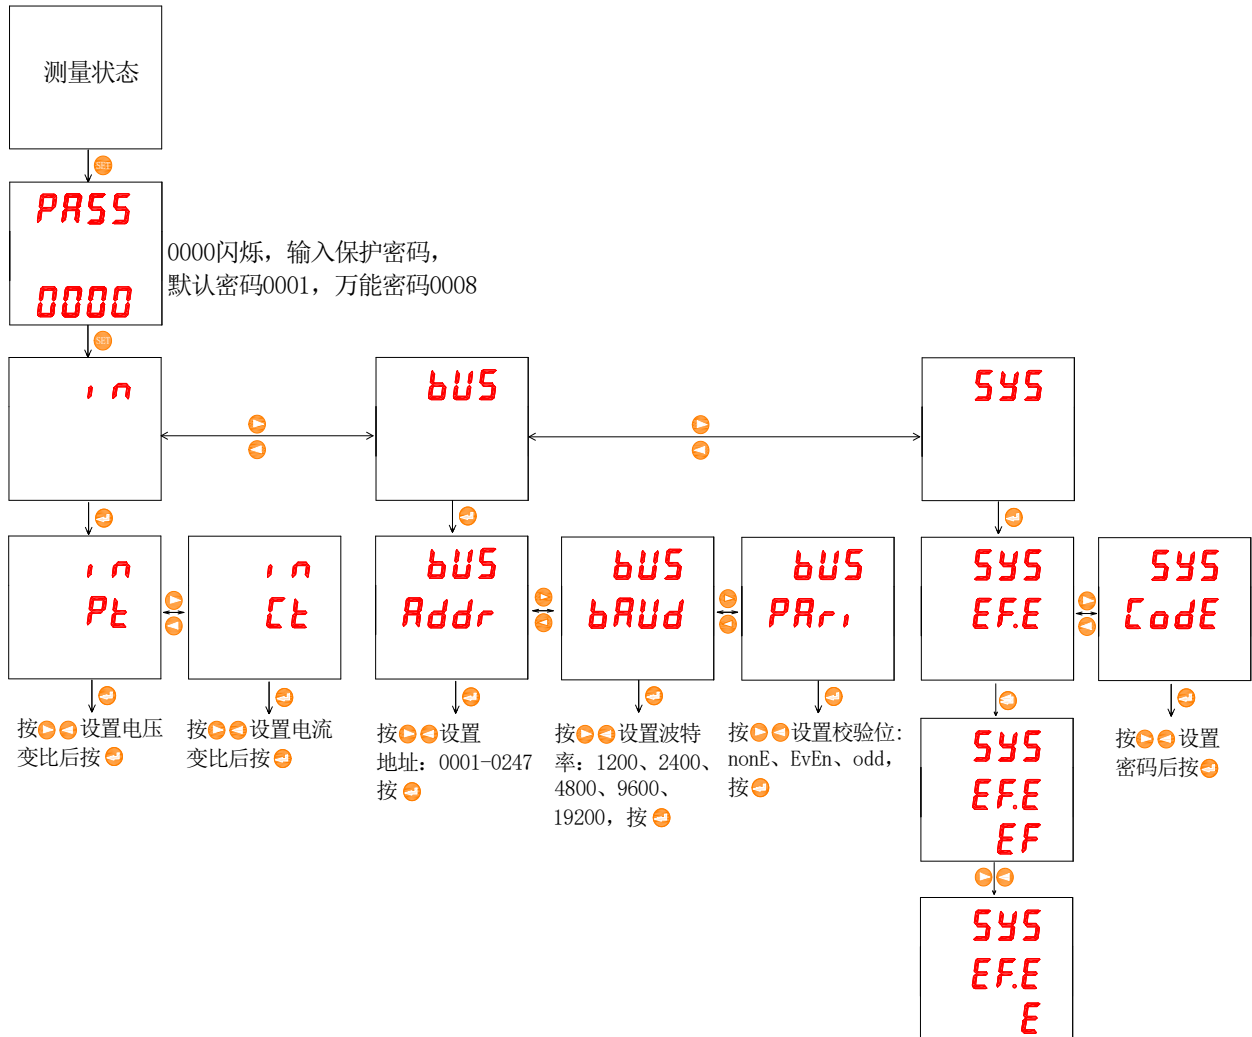 测量状态
SET
PASS
0000闪烁，输入保护密码，
默认密码0001，万能密码0008
0000
SET
in
bUS
SYS
in
Pt
in
Ct
bUS
Addr
bUS
bAUd
bUS
PAri
SYS
EF.E
SYS
CodE
按设置电压
变比后按
按设置电流
变比后按
按设置
地址：0001-0247
按
按设置波特
率：1200、2400、
4800、9600、
19200，按
按设置校验位:
nonE、EvEn、odd，
按
SYS
EF.E
EF
按设置
密码后按
SYS
EF.E
E